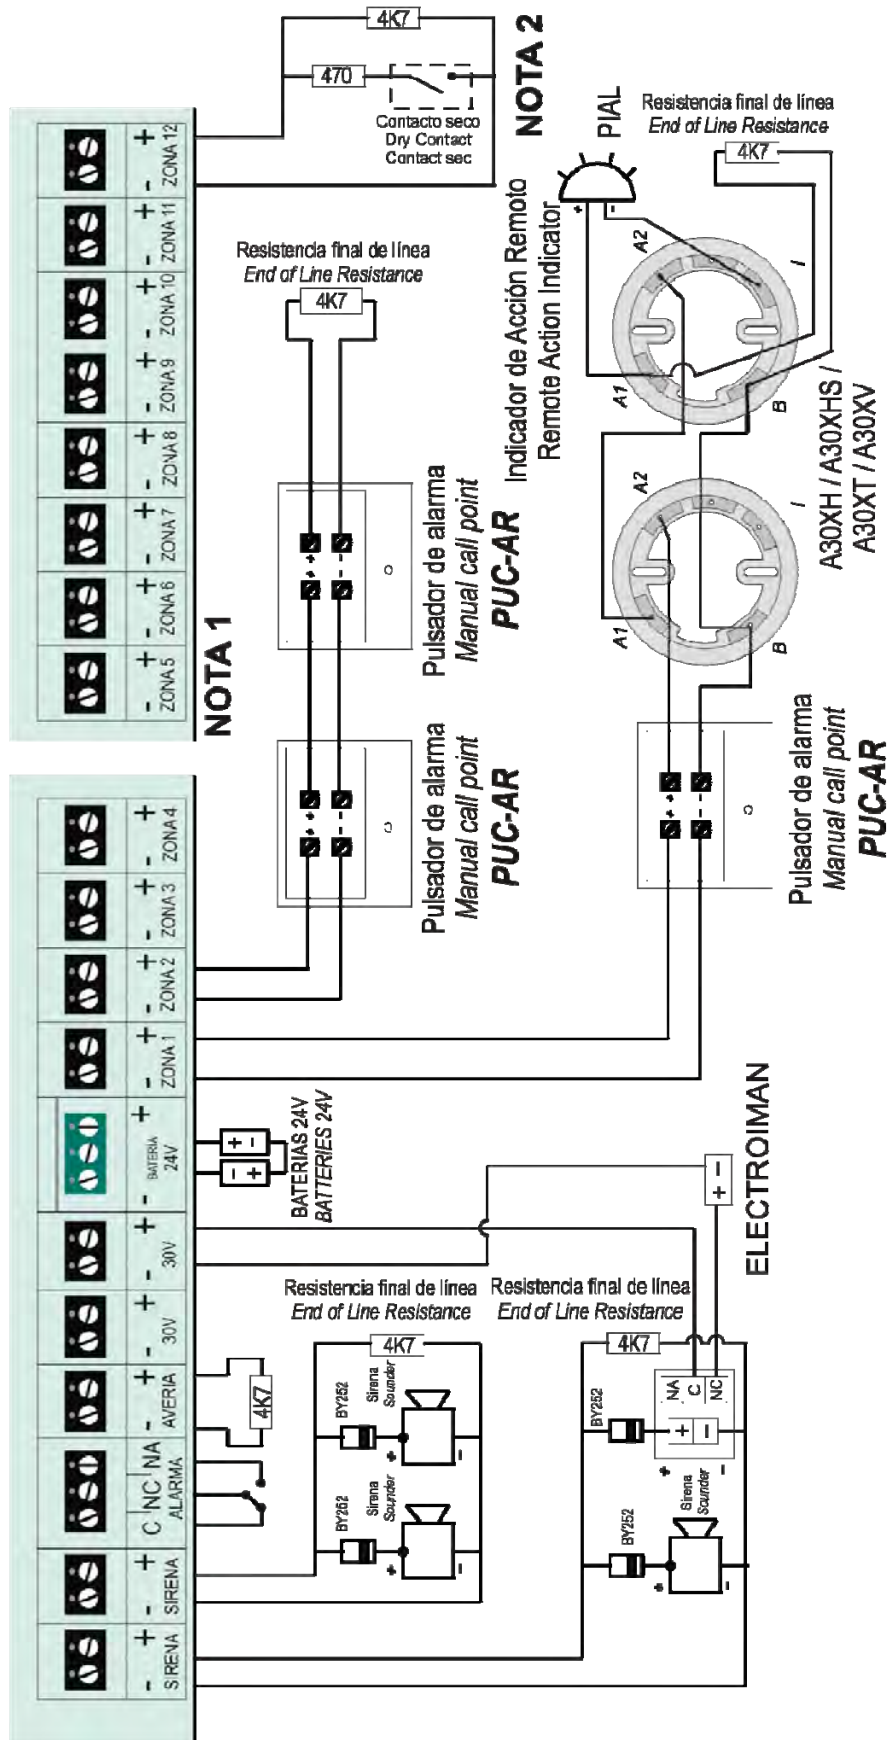 4K7
470
Contacto seco
Dry Contact
Contact sec
NOTA 2
- +
ZONA 12
- +
ZONA 11
- +
ZONA 10
- +
ZONA 9
- +
ZONA 8
- +
ZONA 7
- +
ZONA 6
- +
ZONA 5
NOTA 1
Resistencia final de línea
End of Line Resistance
4K7
+ +
- -
Pulsador de alarma
Manual call point
PUC-AR
+ +
- -
Pulsador de alarma
Manual call point
PUC-AR
PIAL
+
-
Indicador de Acción Remoto
Remote Action Indicator
Resistencia final de línea
End of Line Resistance
4K7
A2
A1
B
I
A2
A1
B
I
A30XH / A30XHS /
A30XT / A30XV
+ +
- -
Pulsador de alarma
Manual call point
PUC-AR
- +
ZONA 4
- +
ZONA 3
- +
ZONA 2
- +
ZONA 1
- +
BATERÍA
24V
+ -
- +
BATERIAS 24V
BATTERIES 24V
- +
30V
- +
30V
- +
AVERIA
4K7
C NC NA
ALARMA
- +
SIRENA
- +
SIRENA
Resistencia final de línea
End of Line Resistance
4K7
BY252
Sirena
Sounder
+
-
BY252
Sirena
Sounder
+
-
Resistencia final de línea
End of Line Resistance
4K7
BY252
NA
C
NC
+ -
+
-
BY252
Sirena
Sounder
+
-
+ -
ELECTROIMAN